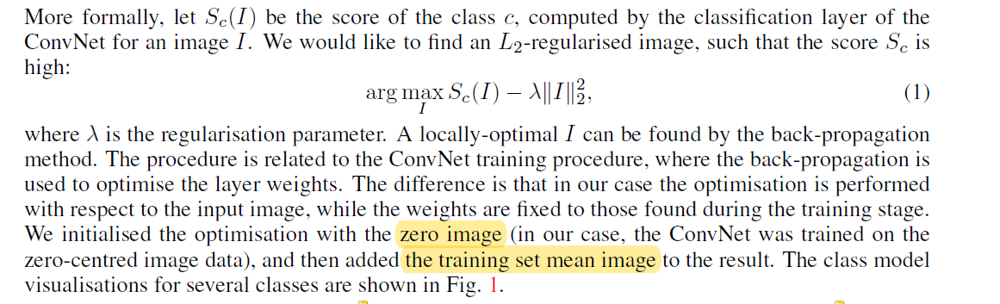 More formally, let S_c(I) be the score of the class c, computed by the classification layer of the
ConvNet for an image I. We would like to find an L_2-regularised image, such that the score S_c is
high:
arg max_I S_c(I) − λ‖I‖_2^2, (1)
where λ is the regularisation parameter. A locally-optimal I can be found by the back-propagation
method. The procedure is related to the ConvNet training procedure, where the back-propagation is
used to optimise the layer weights. The difference is that in our case the optimisation is performed
with respect to the input image, while the weights are fixed to those found during the training stage.
We initialised the optimisation with the zero image (in our case, the ConvNet was trained on the
zero-centred image data), and then added the training set mean image to the result. The class model
visualisations for several classes are shown in Fig. 1.